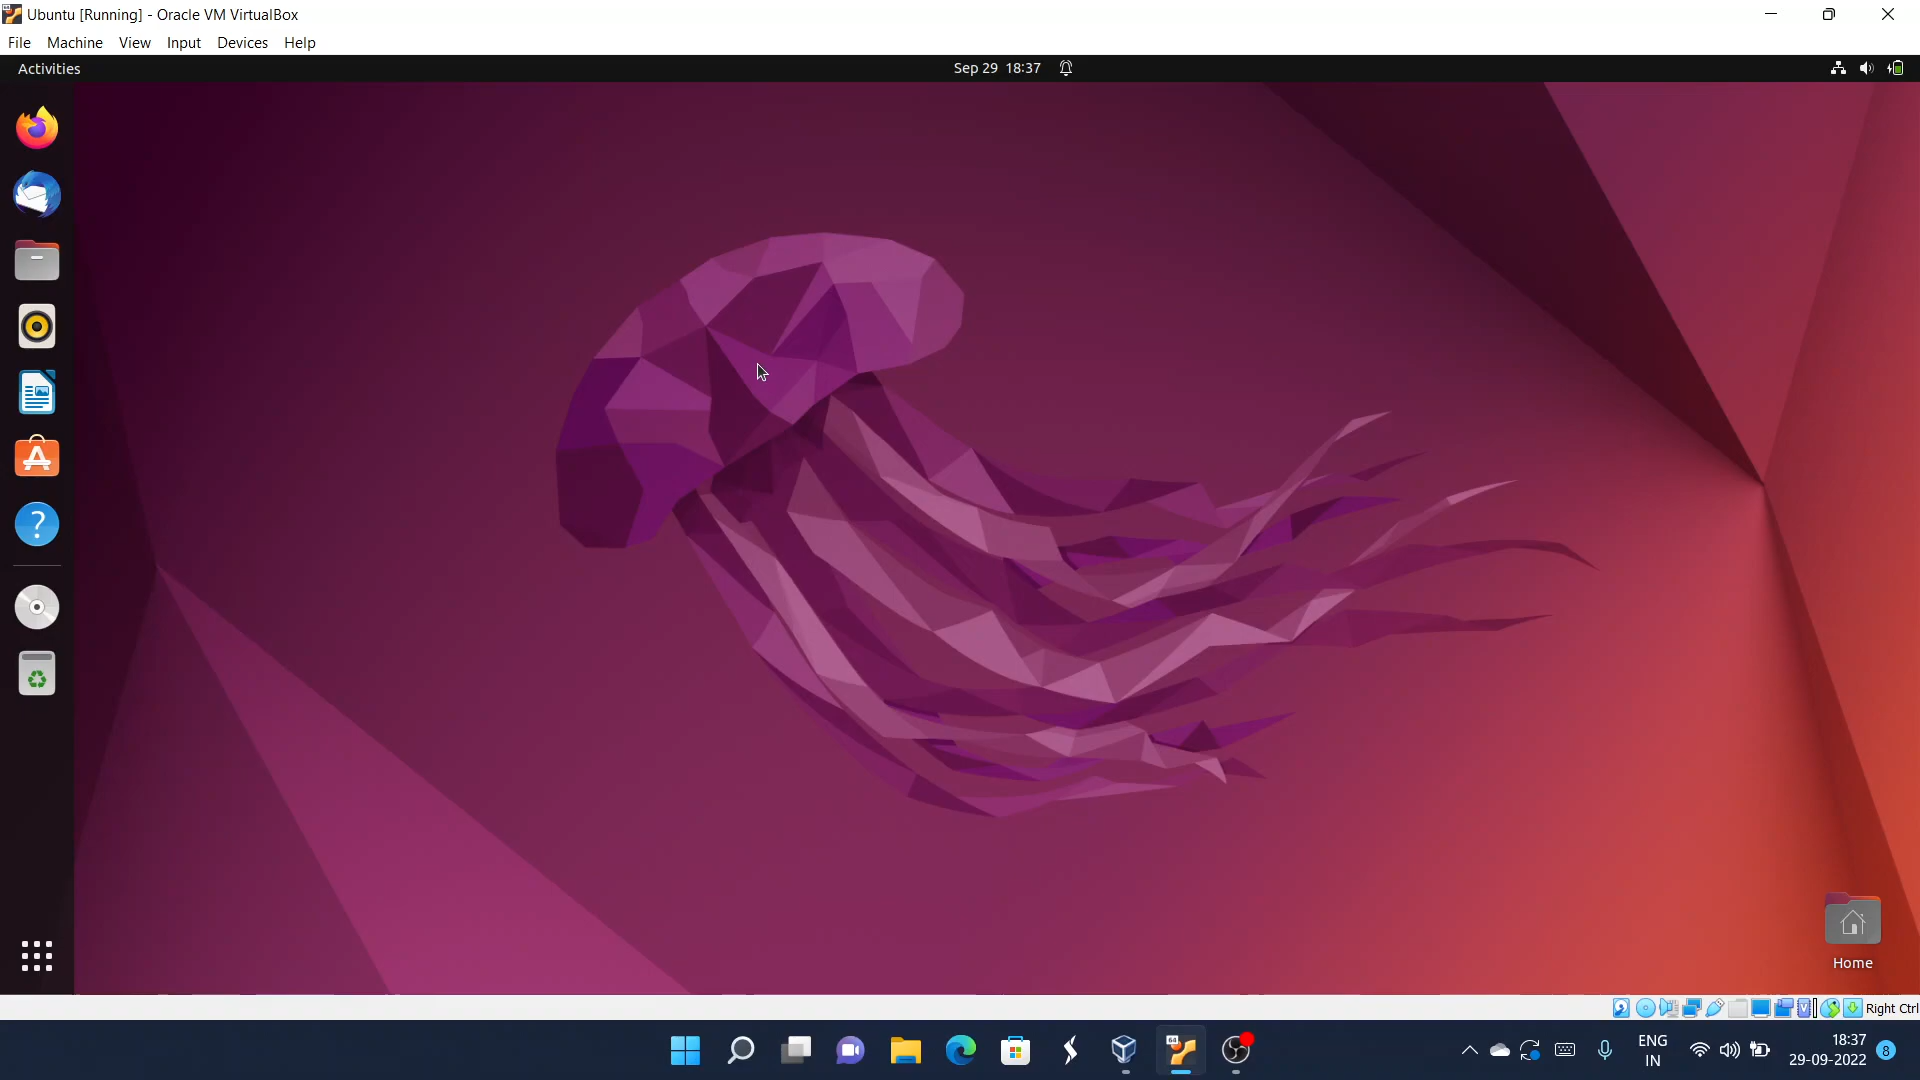 Ubuntu [Running] - Oracle VM VirtualBox
File Machine View Input Devices Help
Activities
Sep 29 18:37
Home
Right Ctrl
ENG
IN
18:37
29-09-2022
8